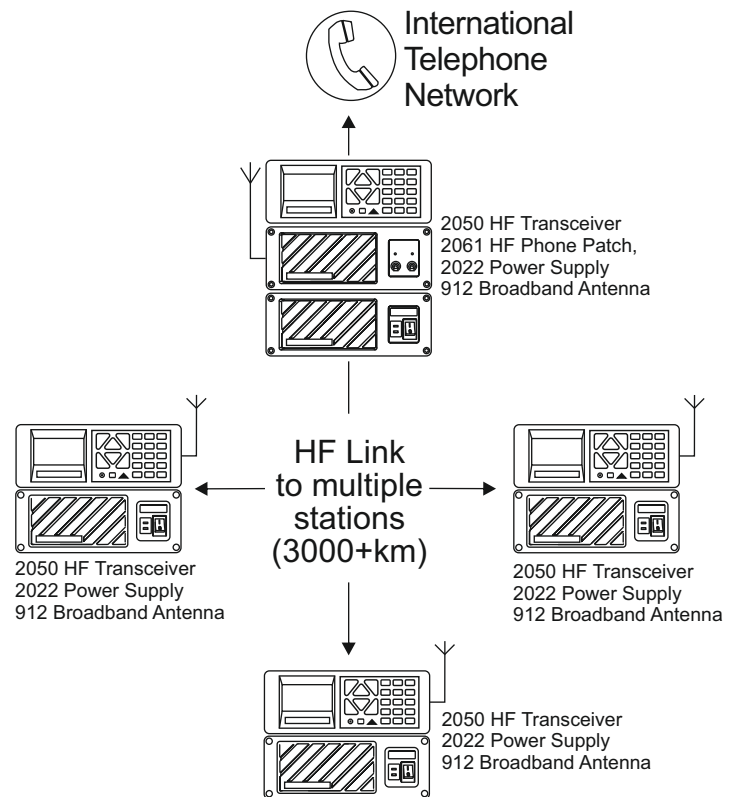 International
Telephone
Network
2050 HF Transceiver
2061 HF Phone Patch,
2022 Power Supply
912 Broadband Antenna
HF Link
to multiple
stations
(3000+km)
2050 HF Transceiver
2022 Power Supply
912 Broadband Antenna
2050 HF Transceiver
2022 Power Supply
912 Broadband Antenna
2050 HF Transceiver
2022 Power Supply
912 Broadband Antenna